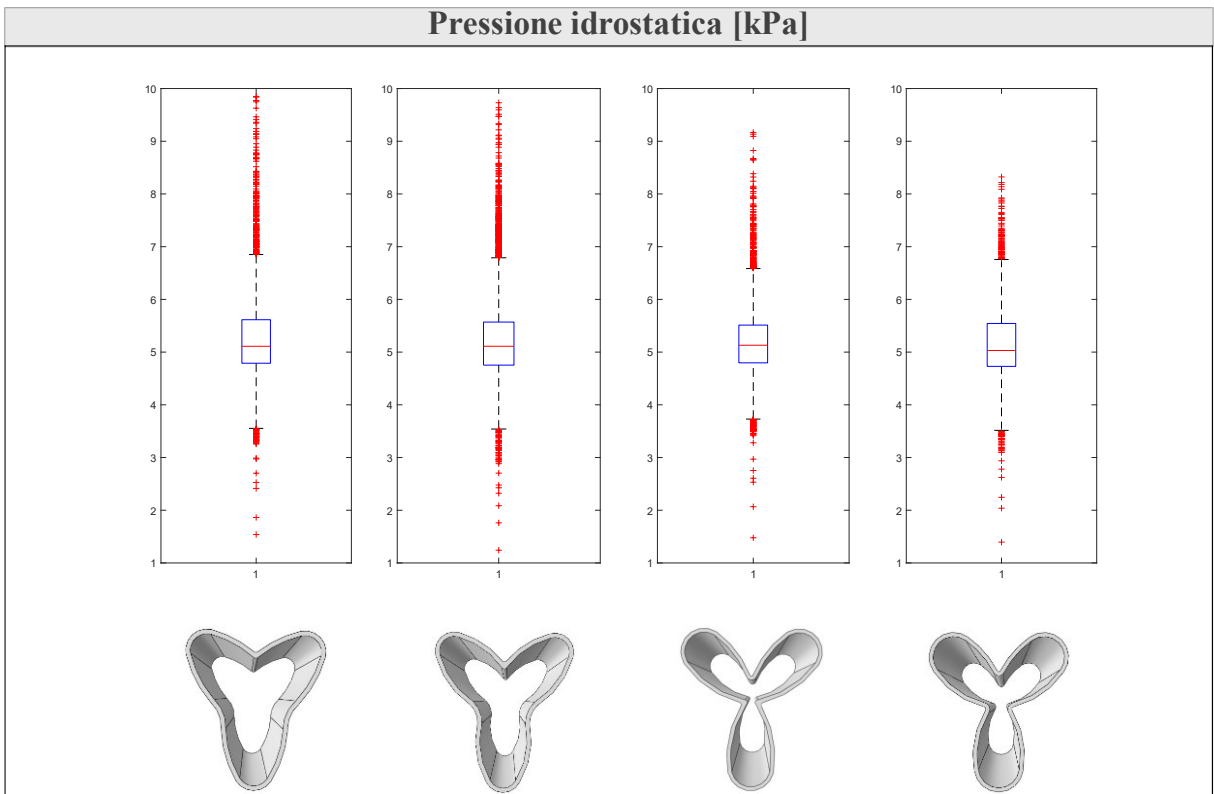 Pressione idrostatica [kPa]
10 10 10 10
9 9 9 9
8 8 8 8
7 7 7 7
6 6 6 6
5 5 5 5
4 4 4 4
3 3 3 3
2 2 2 2
1 1 1 1
1 1 1 1